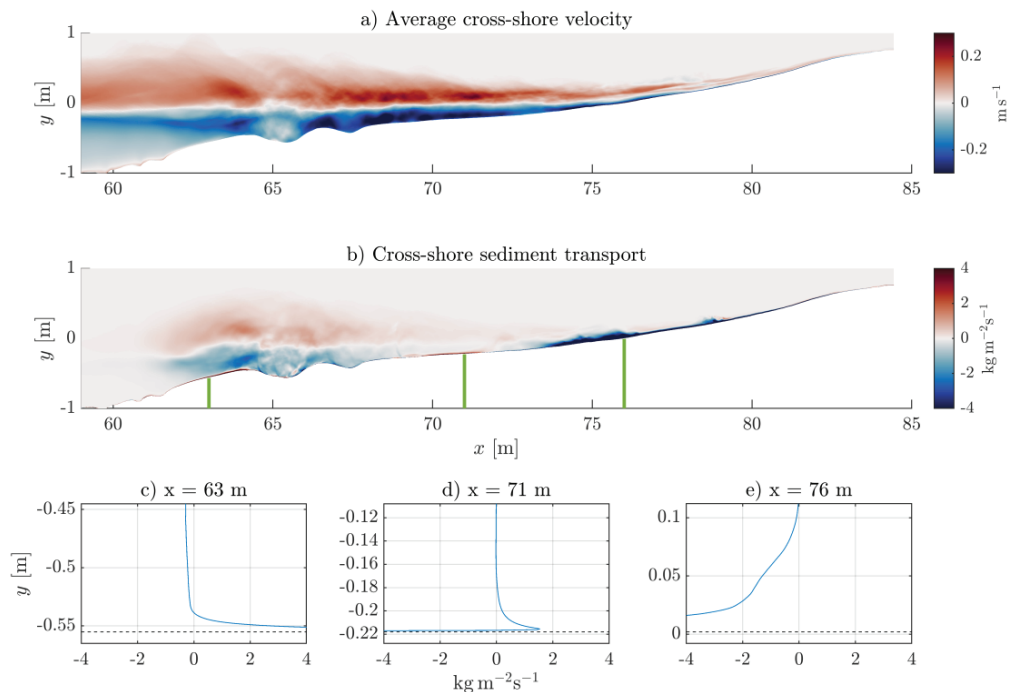 a) Average cross-shore velocity
1
0
-1
y [m]
60 65 70 75 80 85
0.2
0
-0.2
m s−1
b) Cross-shore sediment transport
1
0
-1
y [m]
60 65 70 75 80 85
x [m]
4
2
0
-2
-4
kg m−2s−1
c) x = 63 m
-0.45
-0.5
-0.55
y [m]
-4 -2 0 2 4
d) x = 71 m
-0.12
-0.14
-0.16
-0.18
-0.2
-0.22
-4 -2 0 2 4
kg m−2s−1
e) x = 76 m
0.1
0.05
0
-4 -2 0 2 4